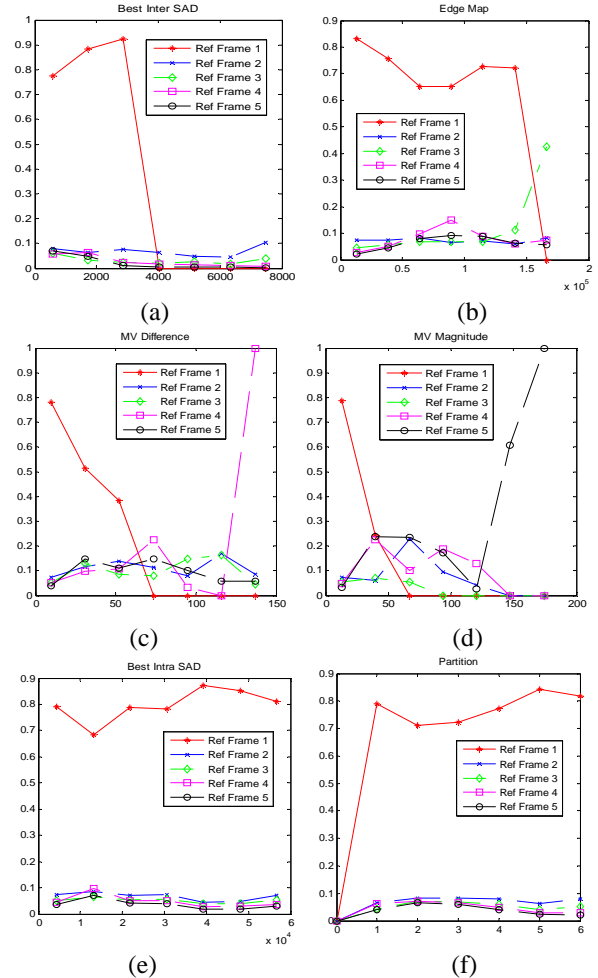 Best Inter SAD
1
0.9
0.8
0.7
0.6
0.5
0.4
0.3
0.2
0.1
0
0 2000 4000 6000 8000
Ref Frame 1
Ref Frame 2
Ref Frame 3
Ref Frame 4
Ref Frame 5
(a)
Edge Map
0.9
0.8
0.7
0.6
0.5
0.4
0.3
0.2
0.1
0
0 0.5 1 1.5 2
x 10^5
Ref Frame 1
Ref Frame 2
Ref Frame 3
Ref Frame 4
Ref Frame 5
(b)
MV Difference
1
0.9
0.8
0.7
0.6
0.5
0.4
0.3
0.2
0.1
0
0 50 100 150
Ref Frame 1
Ref Frame 2
Ref Frame 3
Ref Frame 4
Ref Frame 5
(c)
MV Magnitude
1
0.9
0.8
0.7
0.6
0.5
0.4
0.3
0.2
0.1
0
0 50 100 150 200
Ref Frame 1
Ref Frame 2
Ref Frame 3
Ref Frame 4
Ref Frame 5
(d)
Best Intra SAD
0.9
0.8
0.7
0.6
0.5
0.4
0.3
0.2
0.1
0
0 1 2 3 4 5 6
x 10^4
Ref Frame 1
Ref Frame 2
Ref Frame 3
Ref Frame 4
Ref Frame 5
(e)
Partition
0.9
0.8
0.7
0.6
0.5
0.4
0.3
0.2
0.1
0
0 1 2 3 4 5 6
Ref Frame 1
Ref Frame 2
Ref Frame 3
Ref Frame 4
Ref Frame 5
(f)